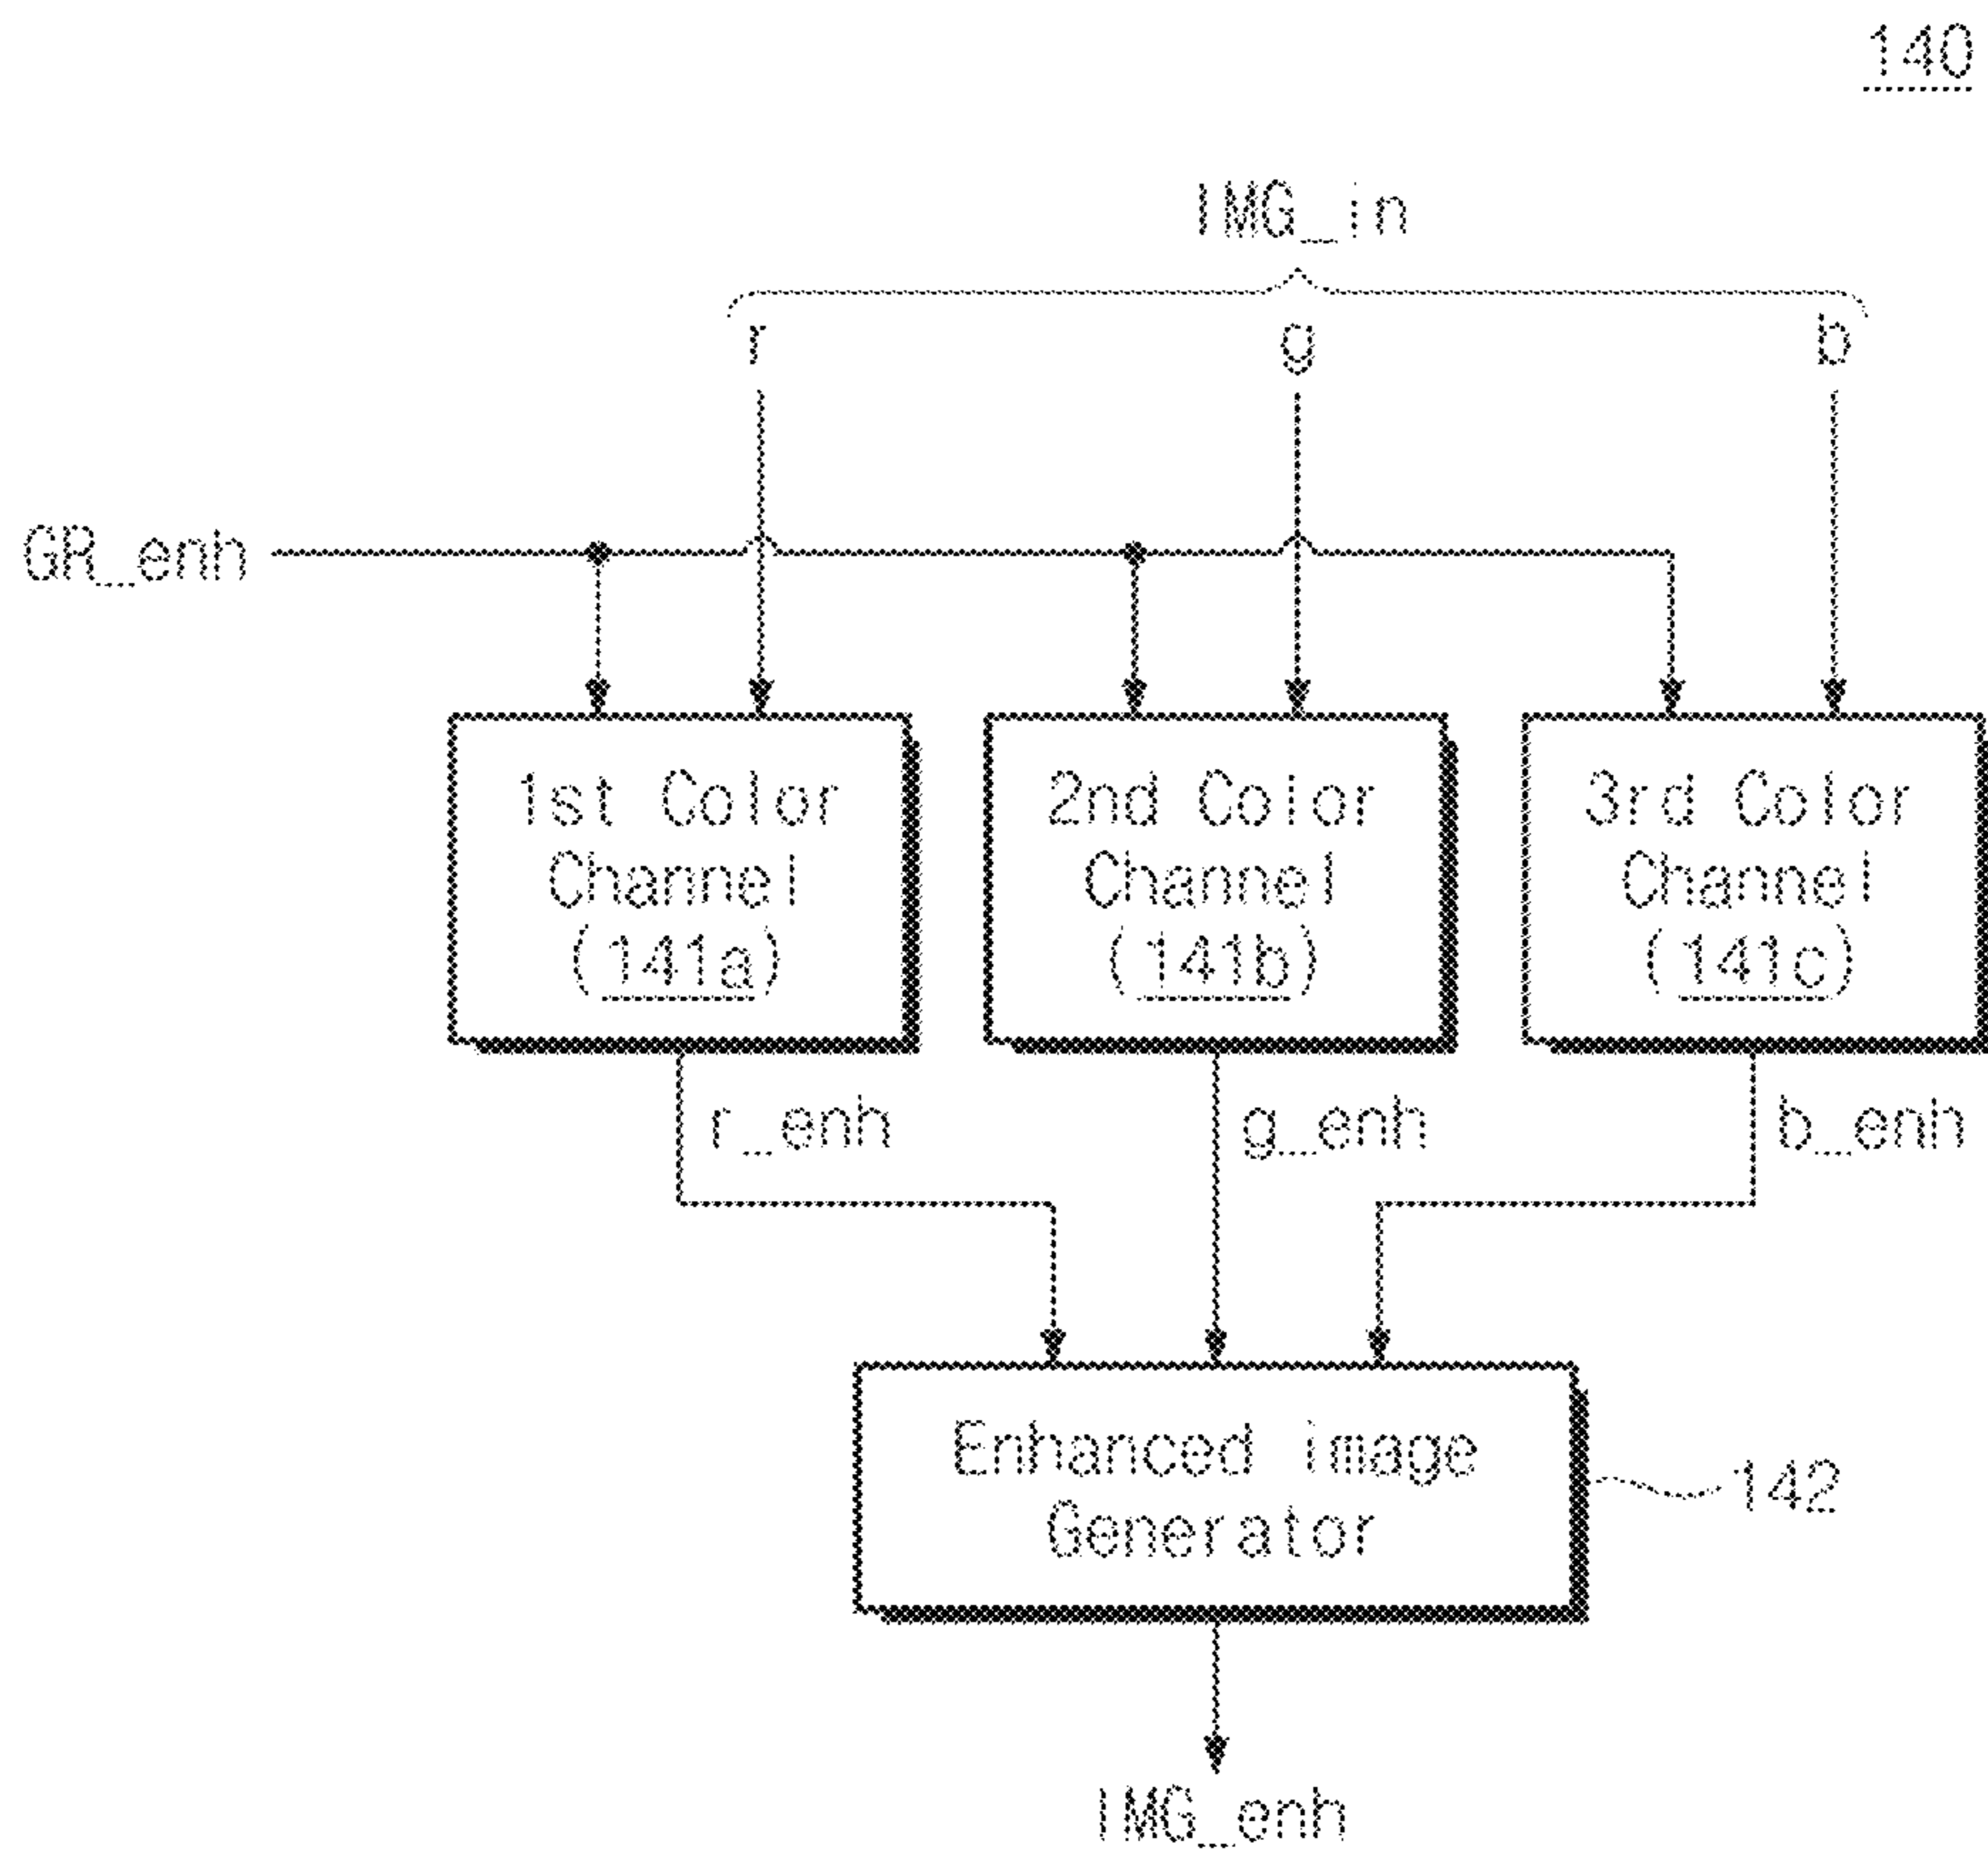 140
IMG_in
r g b
GR_enh
1st Color
Channel
(141a)
2nd Color
Channel
(141b)
3rd Color
Channel
(141c)
r_enh
g_enh
b_enh
Enhanced image
Generator
142
IMG_enh